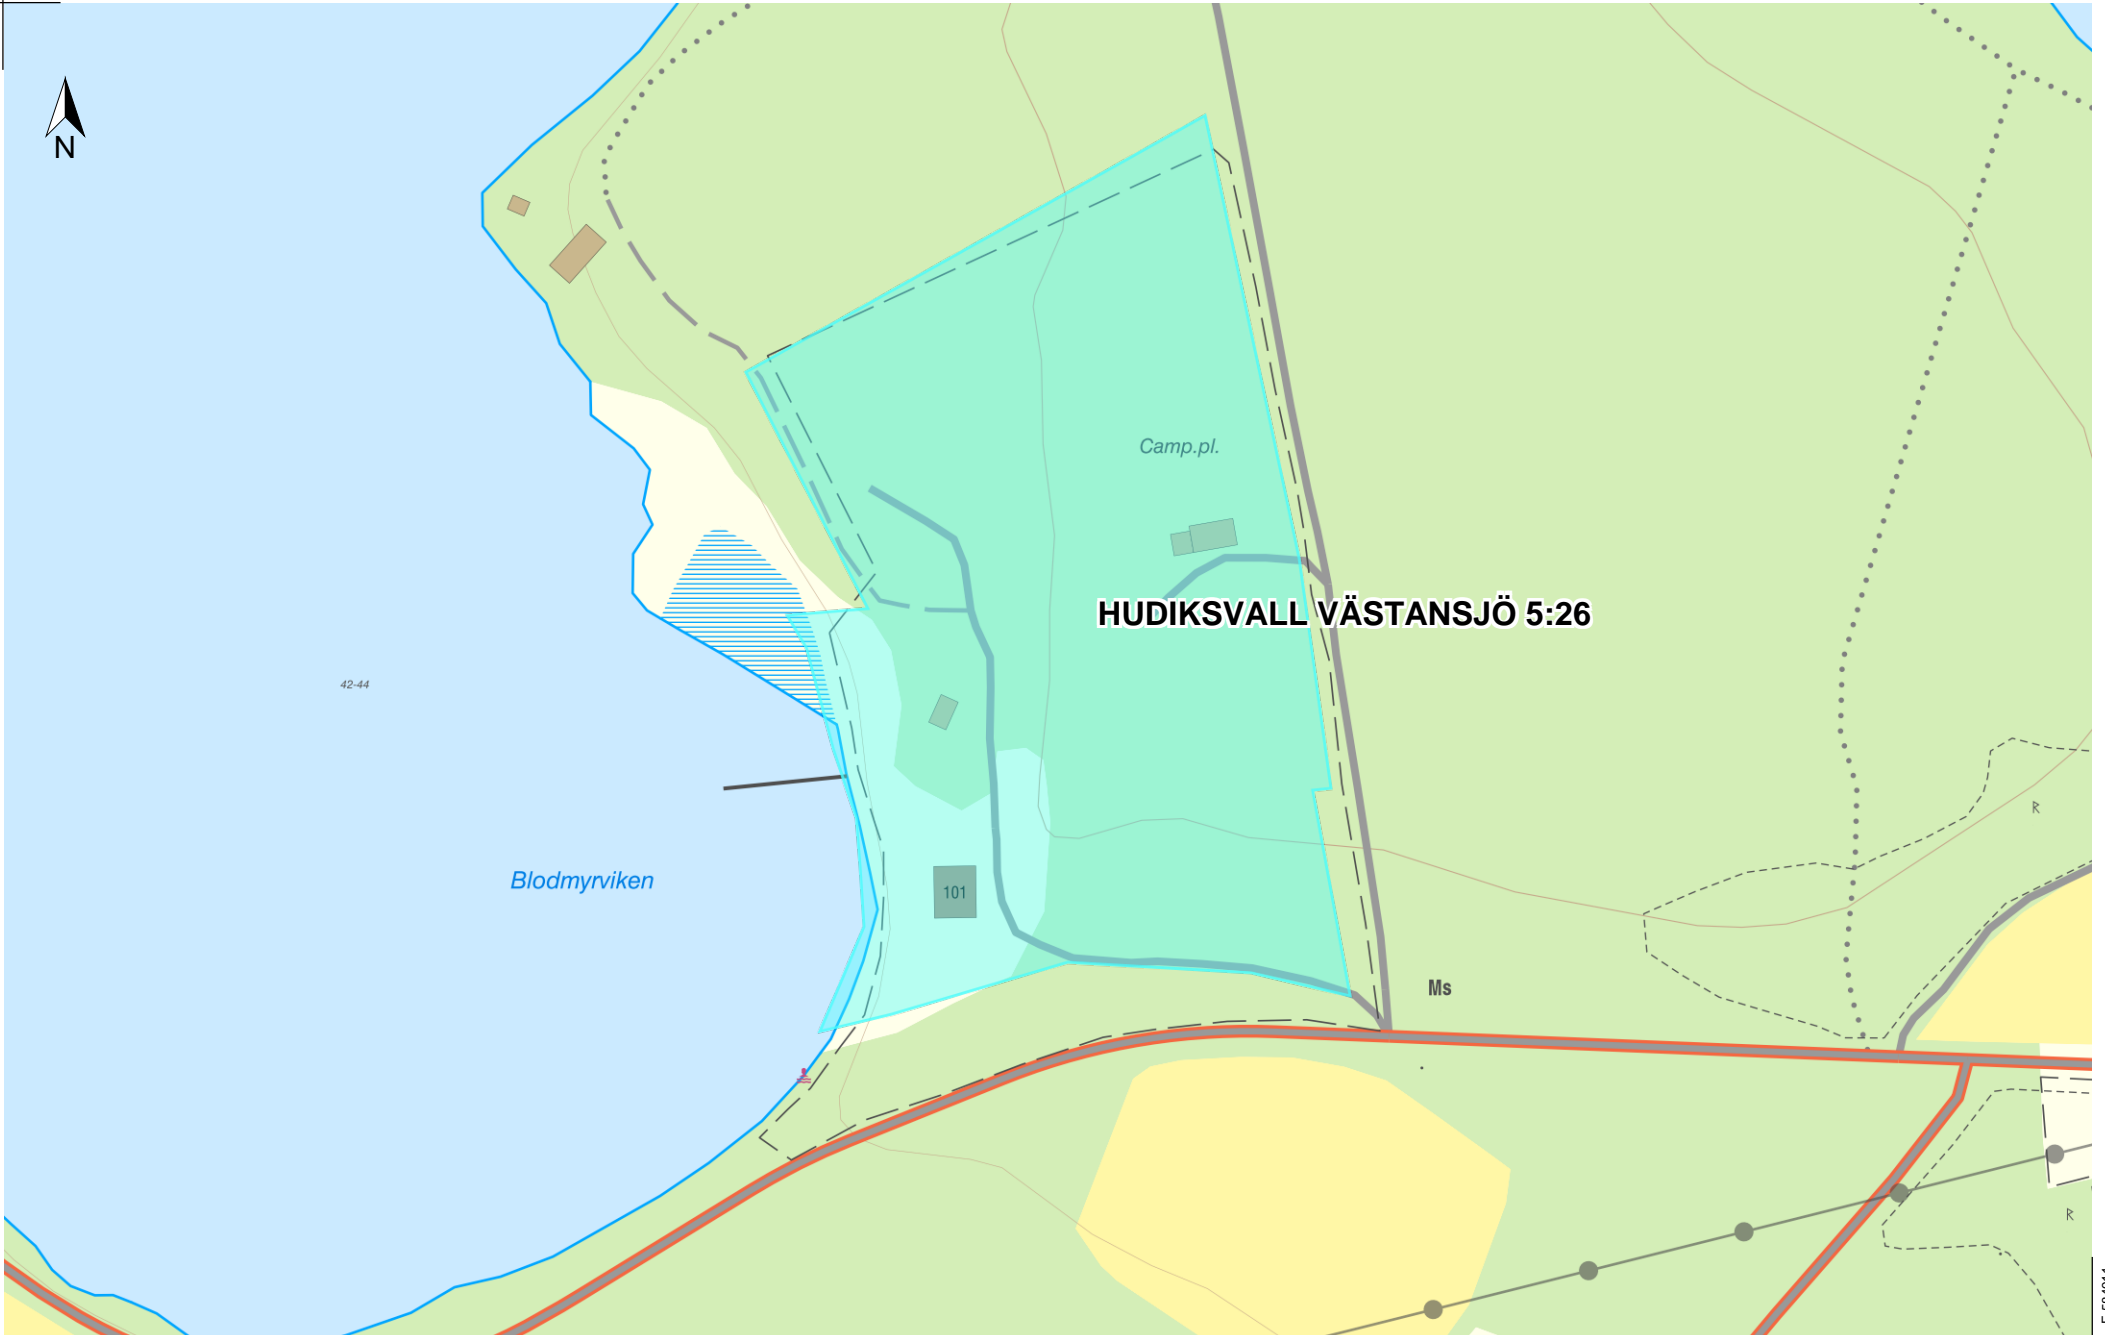 N
Camp.pl.
HUDIKSVALL VÄSTANSJÖ 5:26
42-44
R
Blodmyrviken
101
Ms
R